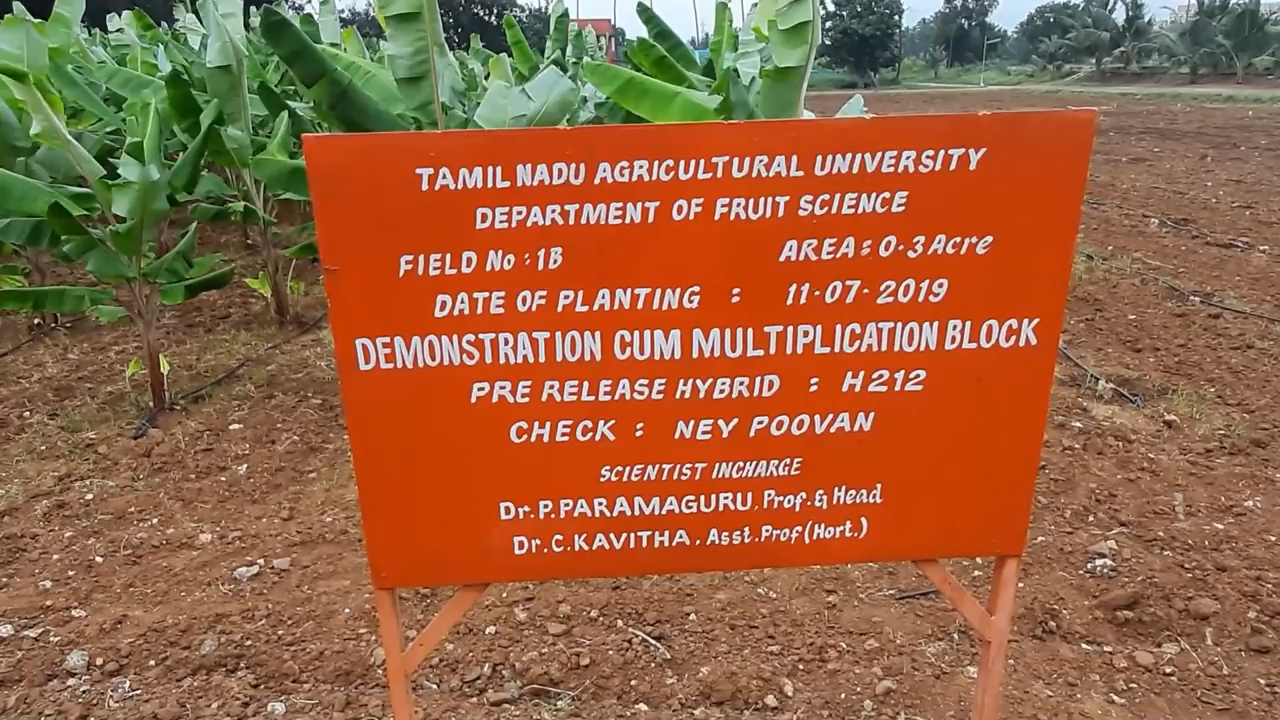 TAMIL NADU AGRICULTURAL UNIVERSITY
DEPARTMENT OF FRUIT SCIENCE
FIELD No : 1B AREA : 0.3 Acre
DATE OF PLANTING : 11-07-2019
DEMONSTRATION CUM MULTIPLICATION BLOCK
PRE RELEASE HYBRID : H212
CHECK : NEY POOVAN
SCIENTIST INCHARGE
Dr.P.PARAMAGURU, Prof.& Head
Dr.C.KAVITHA, Asst.Prof(Hort.)